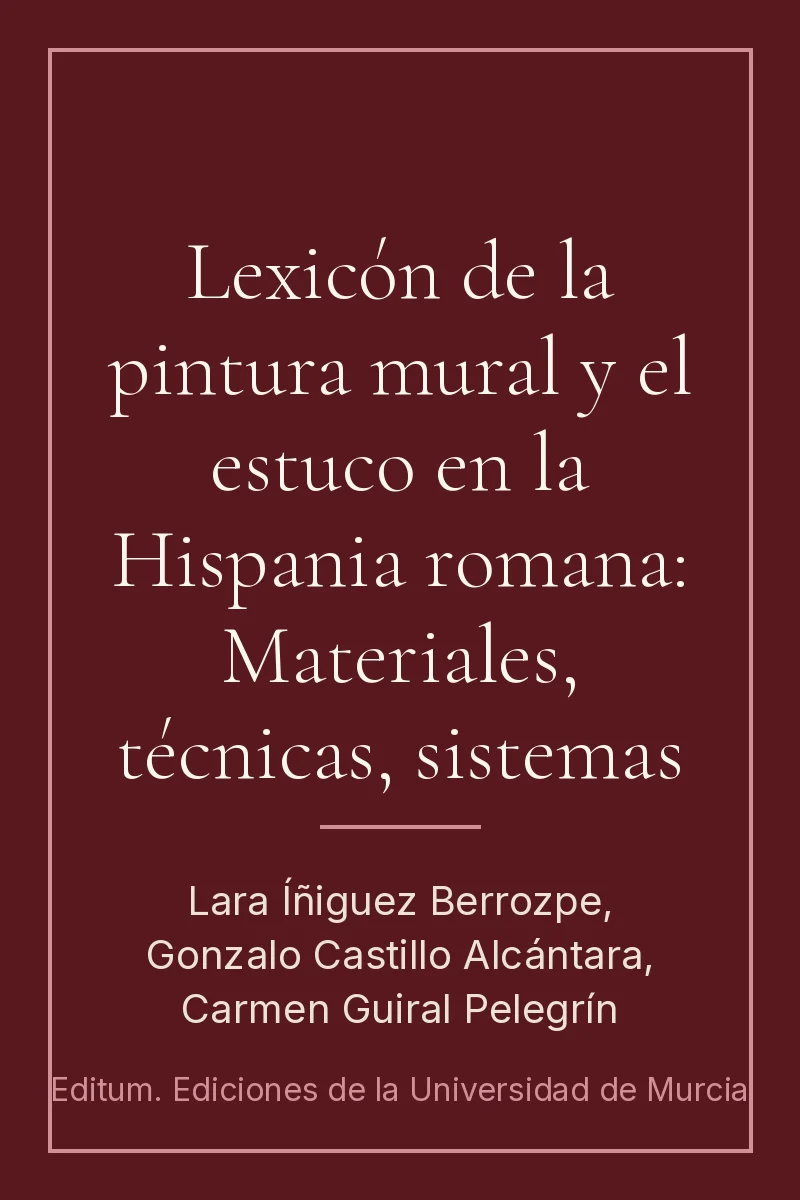 Lexicón de la
pintura mural y el
estuco en la
Hispania romana:
Materiales,
técnicas, sistemas
Lara Íñiguez Berrozpe,
Gonzalo Castillo Alcántara,
Carmen Guiral Pelegrín
Editum. Ediciones de la Universidad de Murcia